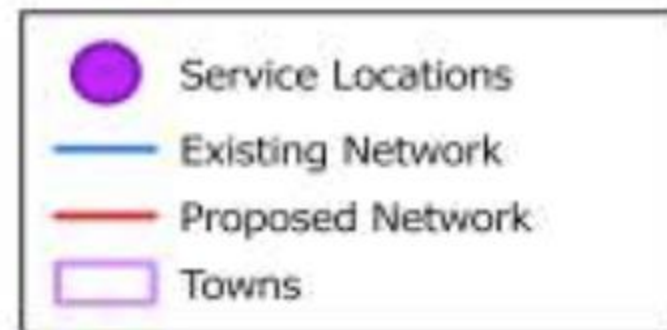 Service Locations
Existing Network
Proposed Network
Towns